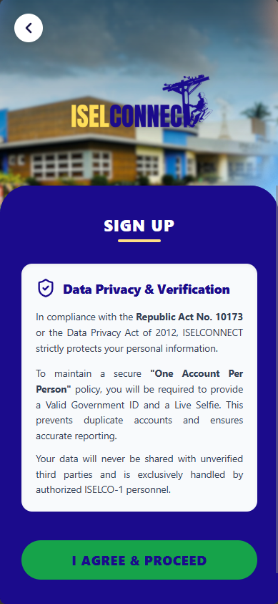 ISELCONNECT
SIGN UP
Data Privacy & Verification
In compliance with the Republic Act No. 10173
or the Data Privacy Act of 2012, ISELCONNECT
strictly protects your personal information.
To maintain a secure "One Account Per
Person" policy, you will be required to provide
a Valid Government ID and a Live Selfie. This
prevents duplicate accounts and ensures
accurate reporting.
Your data will never be shared with unverified
third parties and is exclusively handled by
authorized ISELCO-1 personnel.
I AGREE & PROCEED